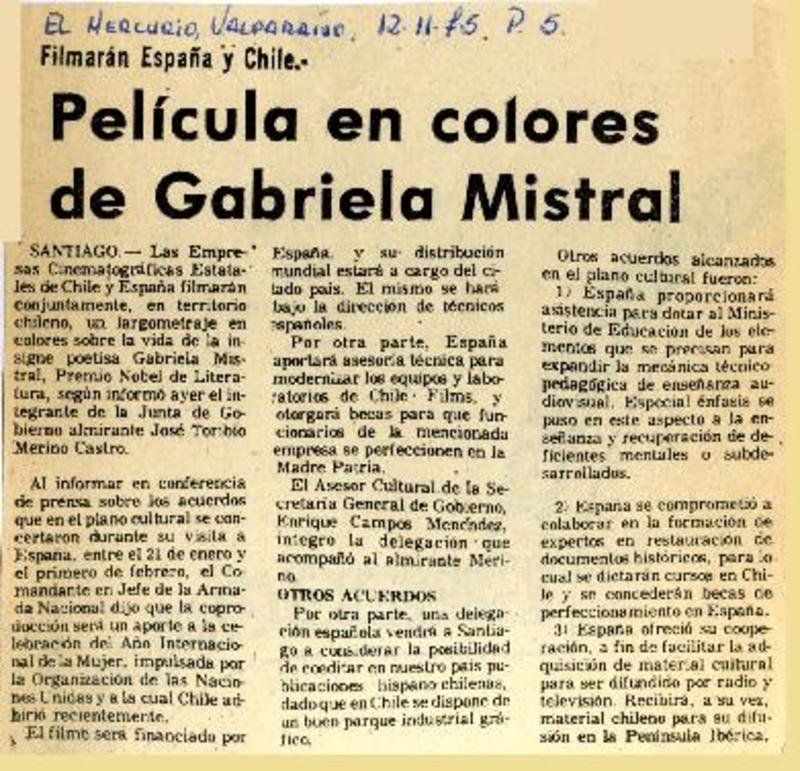 EL MERCURIO, VALPARAÍSO, 12-II-75, P. 5.
Filmarán España y Chile.-
Película en colores
de Gabriela Mistral
SANTIAGO.— Las Empre-
sas Cinematográficas Estata-
les de Chile y España filmarán
conjuntamente, en territorio
chileno, un largometraje en
colores sobre la vida de la in
signe poetisa Gabriela Mis-
tral, Premio Nobel de Litera-
tura, según informó ayer el in-
tegrante de la Junta de Go-
bierno almirante José Toribio
Merino Castro.
Al informar en conferencia
de prensa sobre los acuerdos
que en el plano cultural se con-
certaron durante su visita a
España, entre el 21 de enero y
el primero de febrero, el Co-
mandante en Jefe de la Arma-
da Nacional dijo que la copro-
ducción será un aporte a la ce-
lebración del Año Internacio-
nal de la Mujer, impulsada por
la Organización de las Nacio-
nes Unidas y a la cual Chile ad-
hirió recientemente.
El filme será financiado por
España, y su distribución
mundial estará a cargo del ci-
tado país. El mismo se hará
bajo la dirección de técnicos
españoles.
Por otra parte, España
aportará asesoría técnica para
modernizar los equipos y labo-
ratorios de Chile - Films, y
otorgará becas para que fun-
cionarios de la mencionada
empresa se perfeccionen en la
Madre Patria.
El Asesor Cultural de la Se-
cretaría General de Gobierno,
Enrique Campos Menéndez,
integró la delegación que
acompañó al almirante Meri-
no.
OTROS ACUERDOS
Por otra parte, una delega-
ción española vendrá a Santia-
go a considerar la posibilidad
de coeditar en nuestro país pu-
blicaciones hispano chilenas,
dado que en Chile se dispone de
un buen parque industrial grá-
fico.
Otros acuerdos alcanzados
en el plano cultural fueron:
1) España proporcionará
asistencia para dotar al Minis-
terio de Educación de los ele-
mentos que se precisan para
expandir la mecánica técnico-
pedagógica de enseñanza au-
diovisual. Especial énfasis se
puso en este aspecto a la en-
señanza y recuperación de de-
ficientes mentales o subde-
sarrollados.
2) España se comprometió a
colaborar en la formación de
expertos en restauración de
documentos históricos, para lo
cual se dictarán cursos en Chi-
le y se concederán becas de
perfeccionamiento en España.
3) España ofreció su coope-
ración, a fin de facilitar la ad-
quisición de material cultural
para ser difundido por radio y
televisión. Recibirá, a su vez,
material chileno para su difu-
sión en la Península Ibérica.